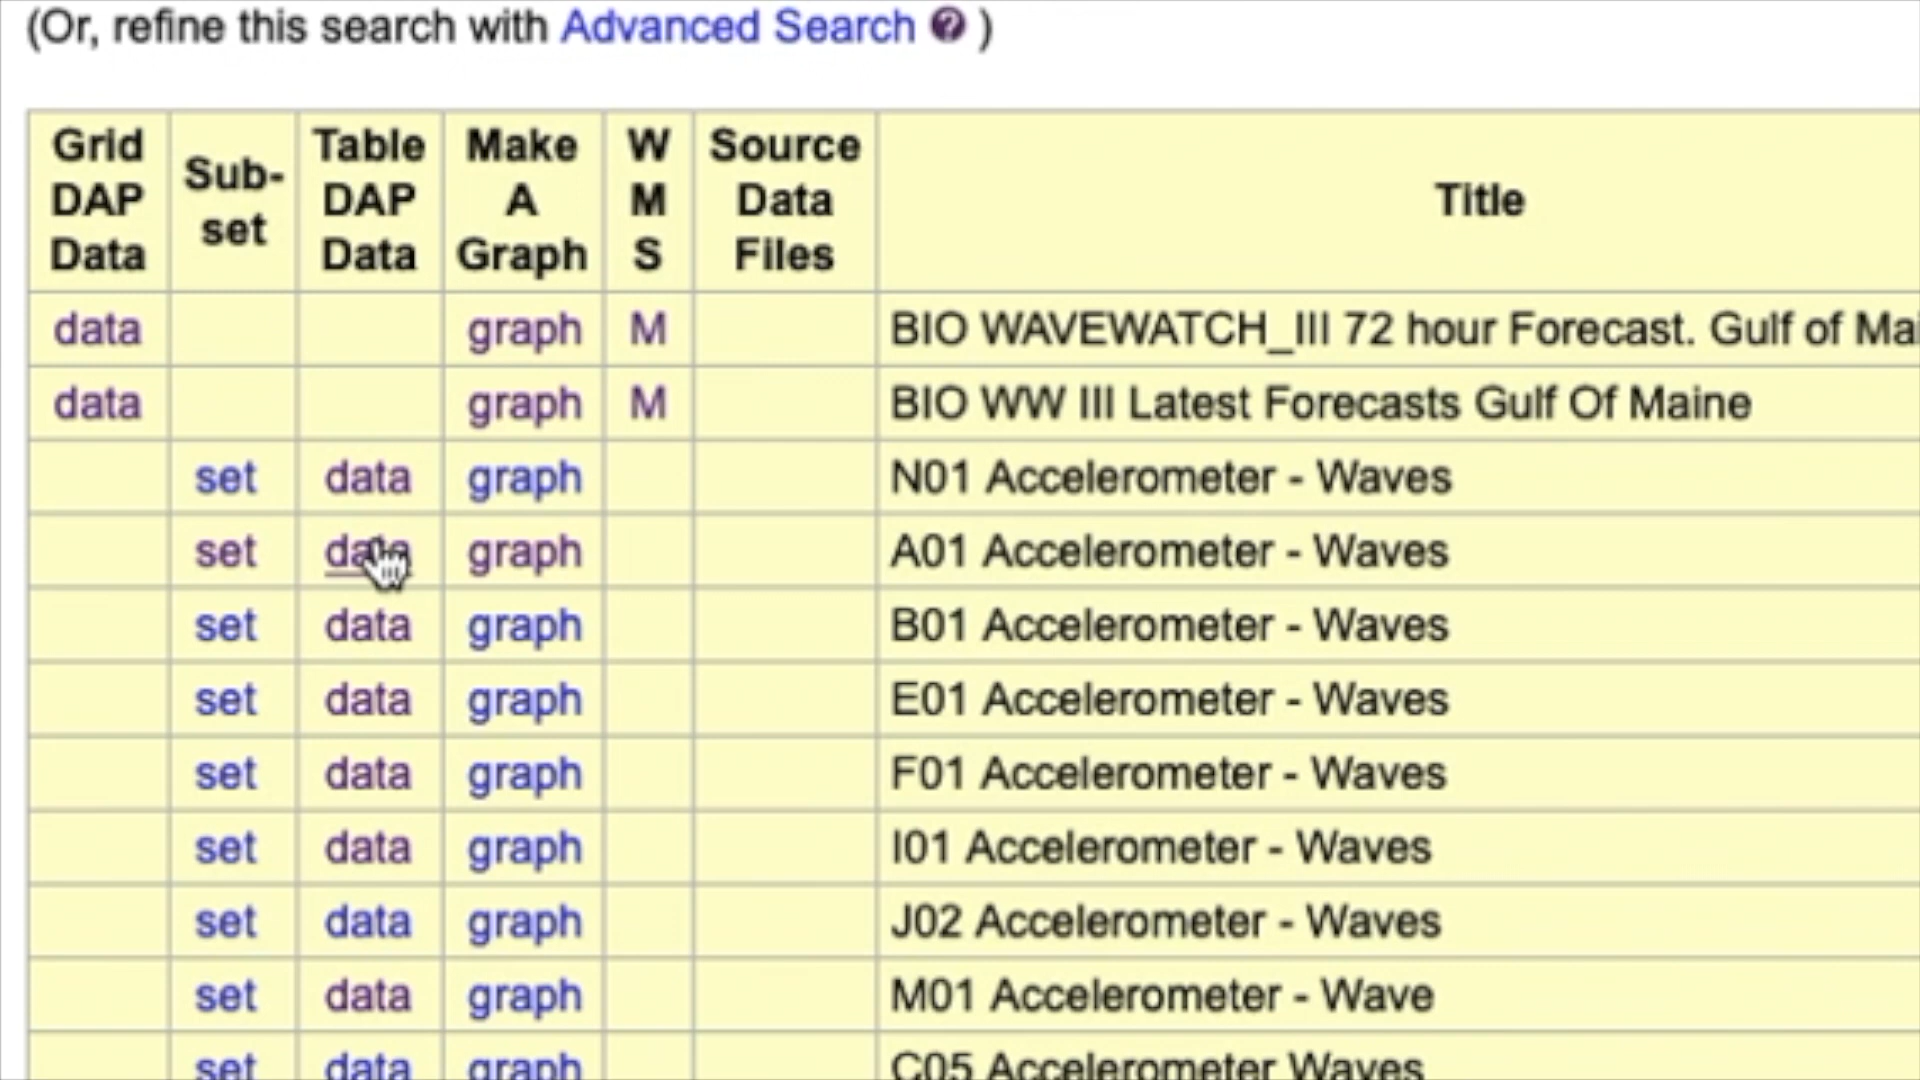 (Or, refine this search with Advanced Search ? )
Grid DAP Data Sub-set Table DAP Data Make A Graph W M S Source Data Files Title
data graph M BIO WAVEWATCH_III 72 hour Forecast. Gulf of Mai
data graph M BIO WW III Latest Forecasts Gulf Of Maine
set data graph N01 Accelerometer - Waves
set data graph A01 Accelerometer - Waves
set data graph B01 Accelerometer - Waves
set data graph E01 Accelerometer - Waves
set data graph F01 Accelerometer - Waves
set data graph I01 Accelerometer - Waves
set data graph J02 Accelerometer - Waves
set data graph M01 Accelerometer - Wave
set data graph C05 Accelerometer Waves